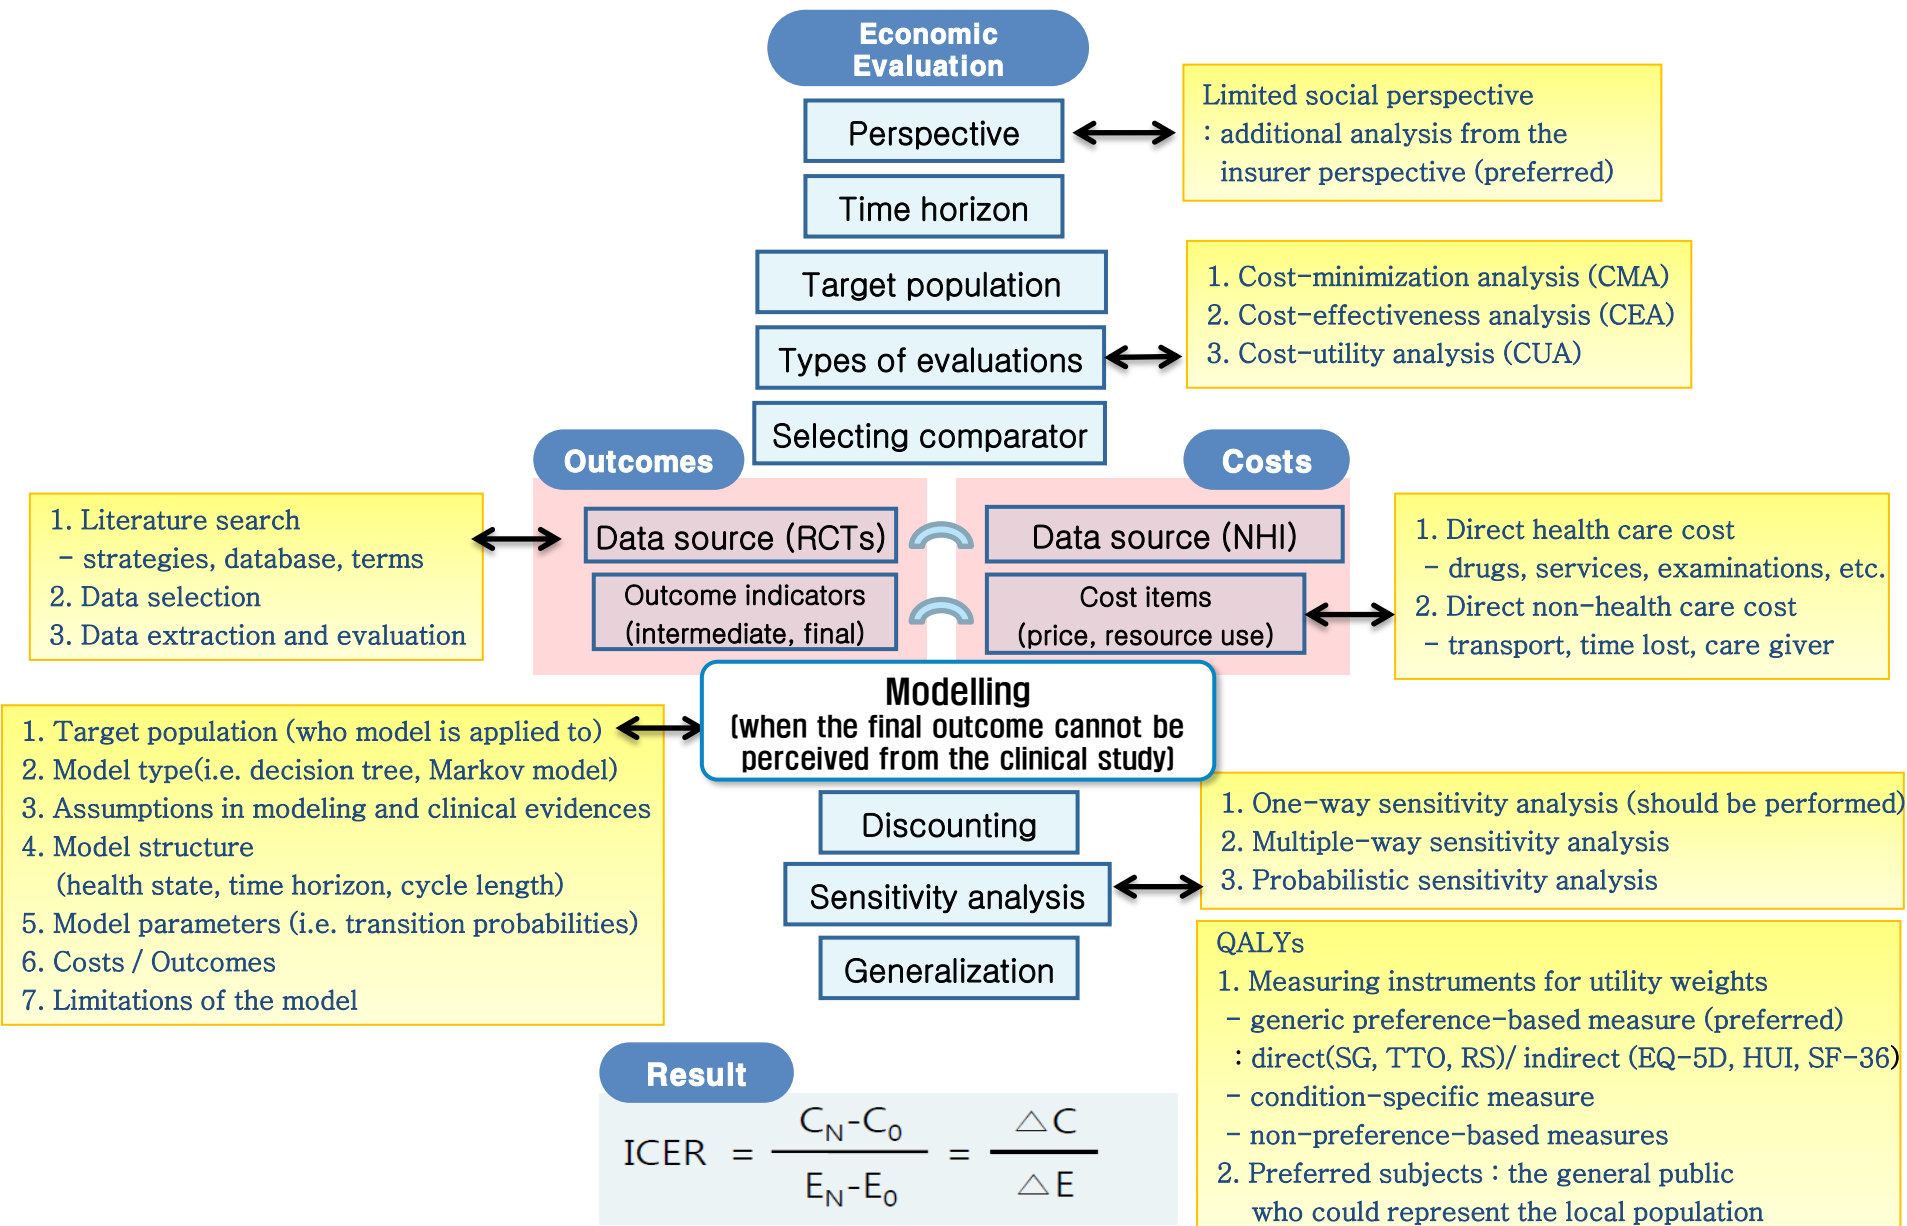 Economic
Evaluation
Perspective
Limited social perspective
: additional analysis from the
insurer perspective (preferred)
Time horizon
Target population
Types of evaluations
1. Cost-minimization analysis (CMA)
2. Cost-effectiveness analysis (CEA)
3. Cost-utility analysis (CUA)
Selecting comparator
Outcomes
Costs
1. Literature search
- strategies, database, terms
2. Data selection
3. Data extraction and evaluation
Data source (RCTs)
Outcome indicators
(intermediate, final)
Data source (NHI)
Cost items
(price, resource use)
1. Direct health care cost
- drugs, services, examinations, etc.
2. Direct non-health care cost
- transport, time lost, care giver
Modelling
(when the final outcome cannot be
perceived from the clinical study)
1. Target population (who model is applied to)
2. Model type(i.e. decision tree, Markov model)
3. Assumptions in modeling and clinical evidences
4. Model structure
(health state, time horizon, cycle length)
5. Model parameters (i.e. transition probabilities)
6. Costs / Outcomes
7. Limitations of the model
Discounting
Sensitivity analysis
Generalization
1. One-way sensitivity analysis (should be performed)
2. Multiple-way sensitivity analysis
3. Probabilistic sensitivity analysis
QALYs
1. Measuring instruments for utility weights
- generic preference-based measure (preferred)
: direct(SG, TTO, RS)/ indirect (EQ-5D, HUI, SF-36)
- condition-specific measure
- non-preference-based measures
2. Preferred subjects : the general public
who could represent the local population
Result
ICER = (C_N-C_0)/(E_N-E_0) = △C/△E